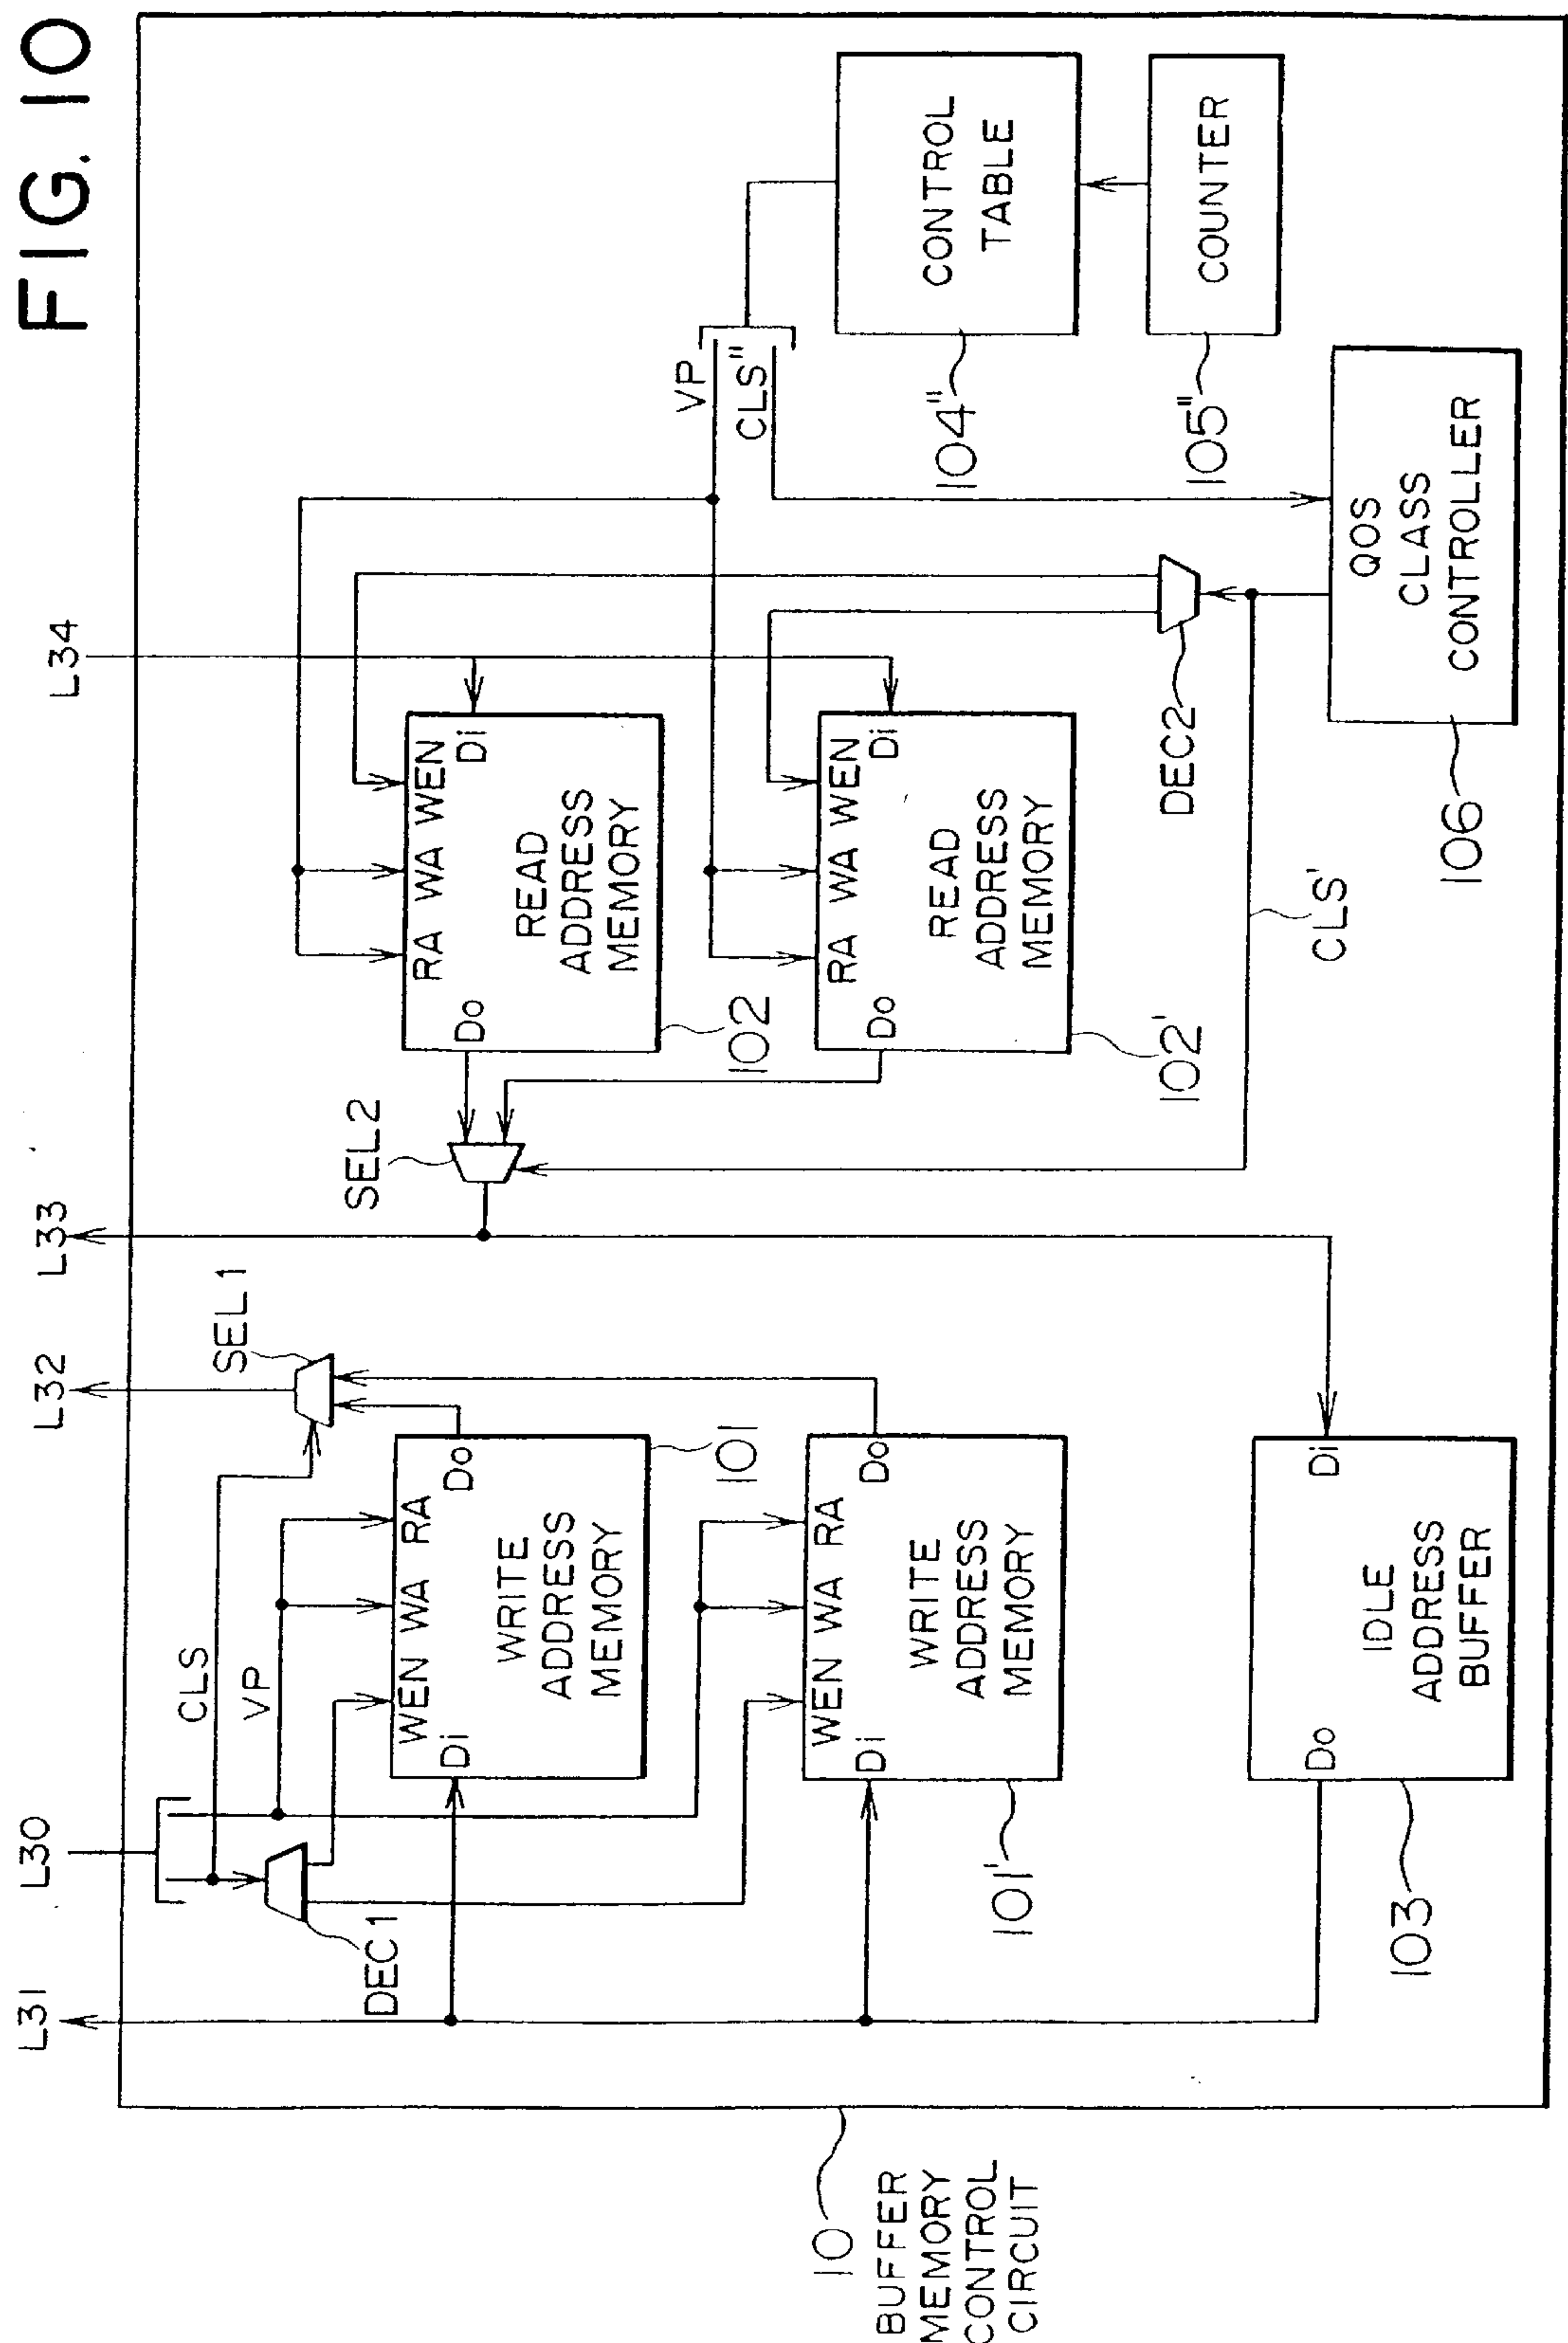 FIG. 10
L31
L30
L32
L33
L34
CLS
VP
SEL1
DEC1
WEN WA RA
Di
Do
WRITE
ADDRESS
MEMORY
101
WEN WA RA
Di
Do
WRITE
ADDRESS
MEMORY
101'
Do
Di
IDLE
ADDRESS
BUFFER
103
SEL2
RA WA WEN
Do
Di
READ
ADDRESS
MEMORY
102
RA WA WEN
Do
Di
READ
ADDRESS
MEMORY
102'
DEC2
CLS'
VP
CLS"
CONTROL
TABLE
104"
COUNTER
105"
QOS
CLASS
CONTROLLER
106
10
BUFFER
MEMORY
CONTROL
CIRCUIT